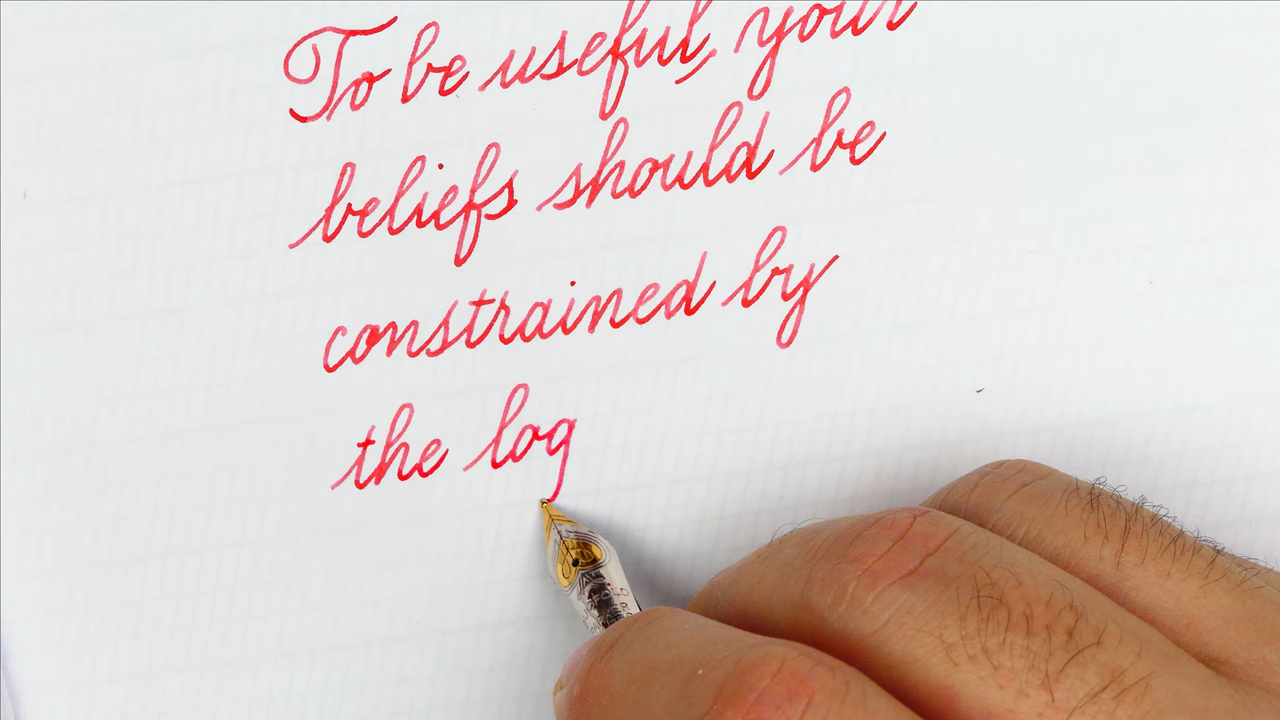 To be useful, your
beliefs should be
constrained by
the log